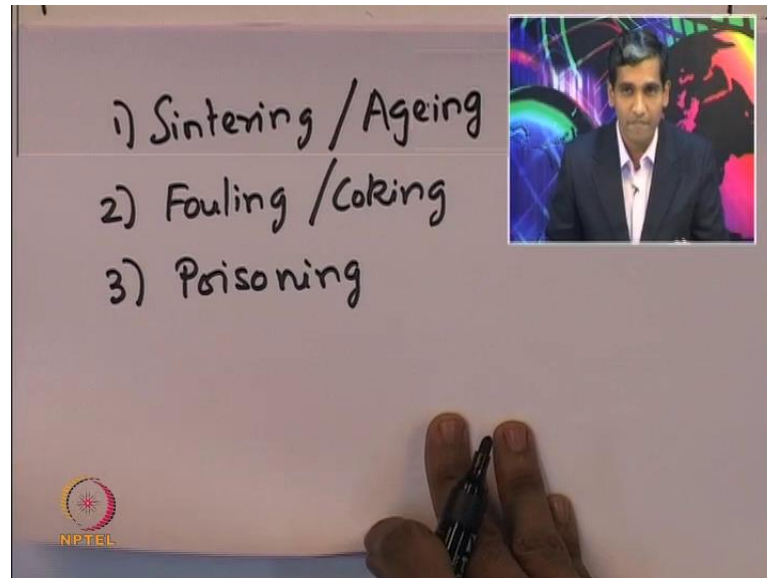 1) Sintering / Ageing
2) Fouling / Coking
3) Poisoning
NPTEL